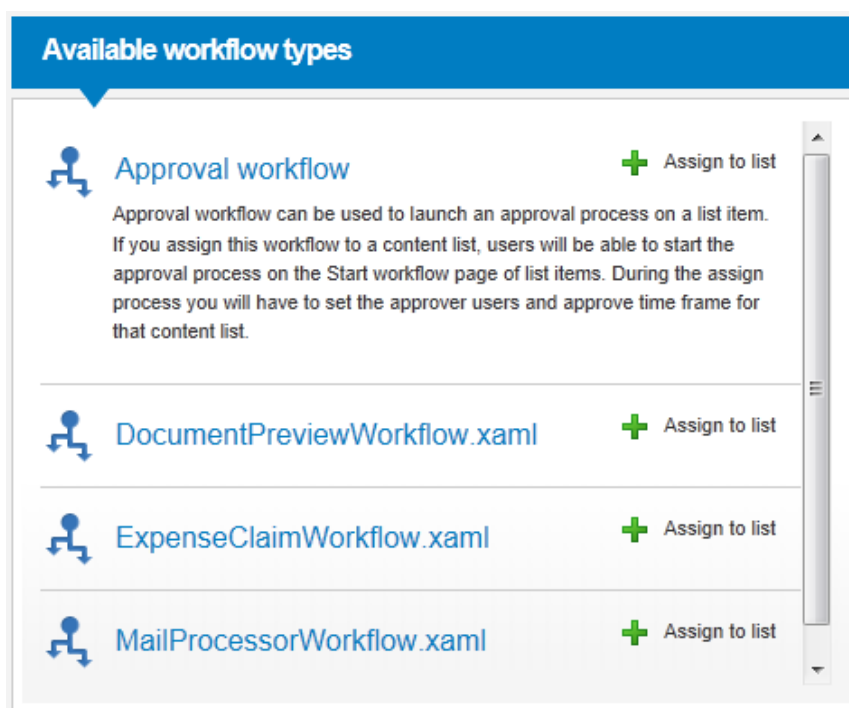 Available workflow types
Approval workflow
Assign to list
Approval workflow can be used to launch an approval process on a list item.
If you assign this workflow to a content list, users will be able to start the
approval process on the Start workflow page of list items. During the assign
process you will have to set the approver users and approve time frame for
that content list.
DocumentPreviewWorkflow.xaml
Assign to list
ExpenseClaimWorkflow.xaml
Assign to list
MailProcessorWorkflow.xaml
Assign to list